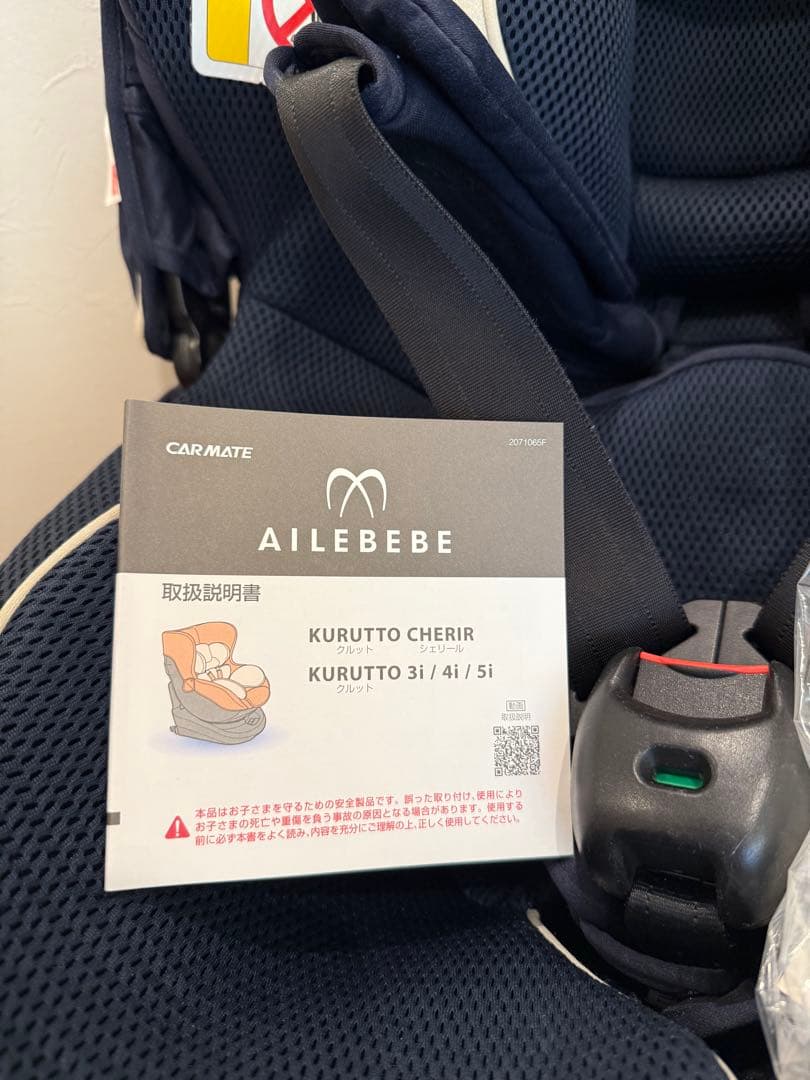 CARMATE
2071065F
AILEBEBE
取扱説明書
KURUTTO CHERIR
クルット シェリール
KURUTTO 3i / 4i / 5i
クルット
動画
取扱説明
本品はお子さまを守るための安全製品です。誤った取り付け、使用により
お子さまの死亡や重傷を負う事故の原因となる場合があります。使用する
前に必ず本書をよく読み、内容を充分にご理解の上、正しく使用してください。